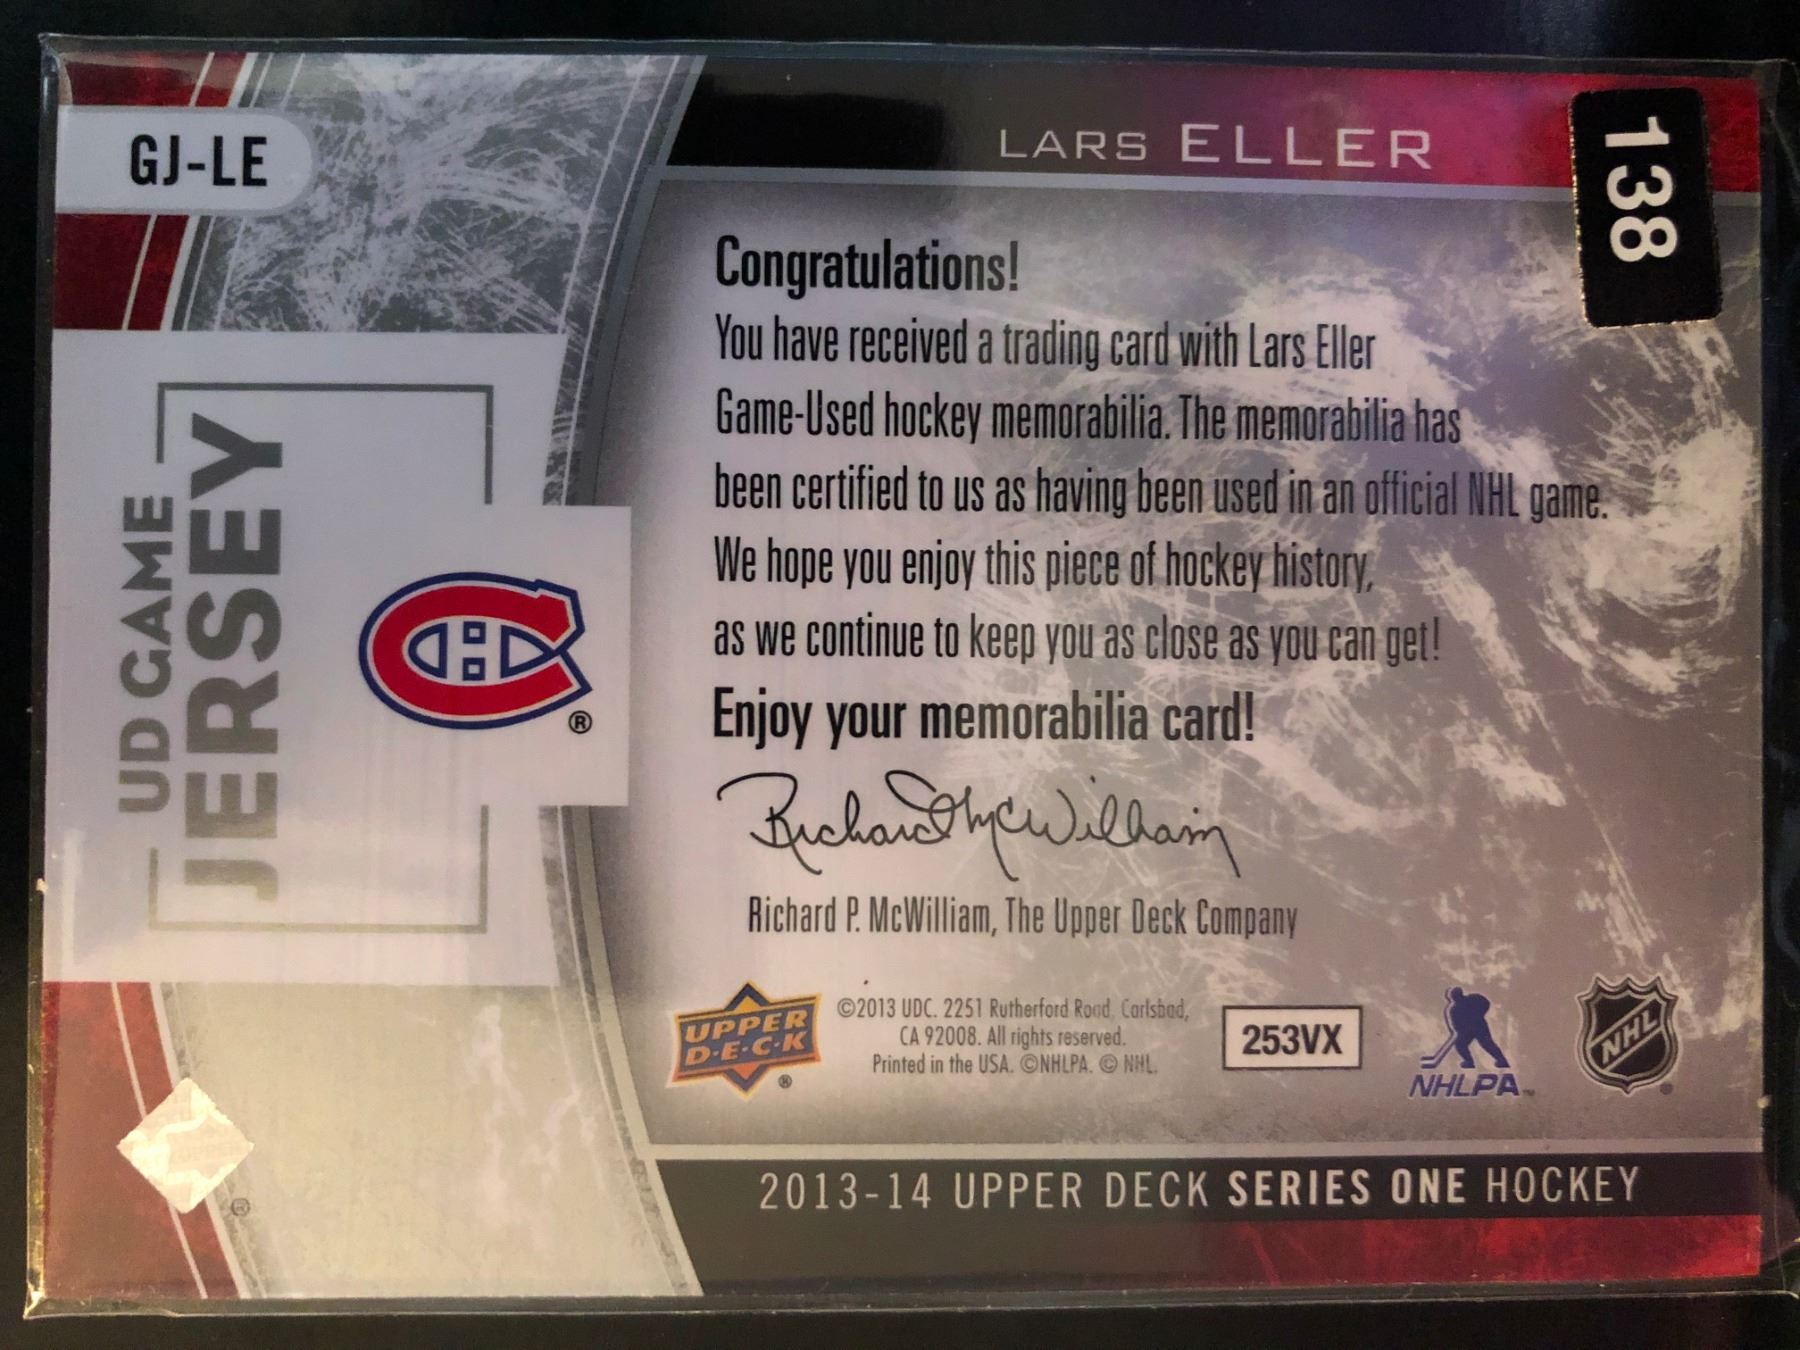 GJ-LE
LARS ELLER
138
Congratulations!
You have received a trading card with Lars Eller
Game-Used hockey memorabilia. The memorabilia has
been certified to us as having been used in an official NHL game.
We hope you enjoy this piece of hockey history,
as we continue to keep you as close as you can get!
Enjoy your memorabilia card!
Richard McWilliam
Richard P. McWilliam, The Upper Deck Company
UD GAME
JERSEY
®
UPPER
D·E·C·K
®
©2013 UDC. 2251 Rutherford Road, Carlsbad,
CA 92008. All rights reserved.
Printed in the USA. ©NHLPA. © NHL.
253VX
NHLPA™
NHL
®
®
2013-14 UPPER DECK SERIES ONE HOCKEY